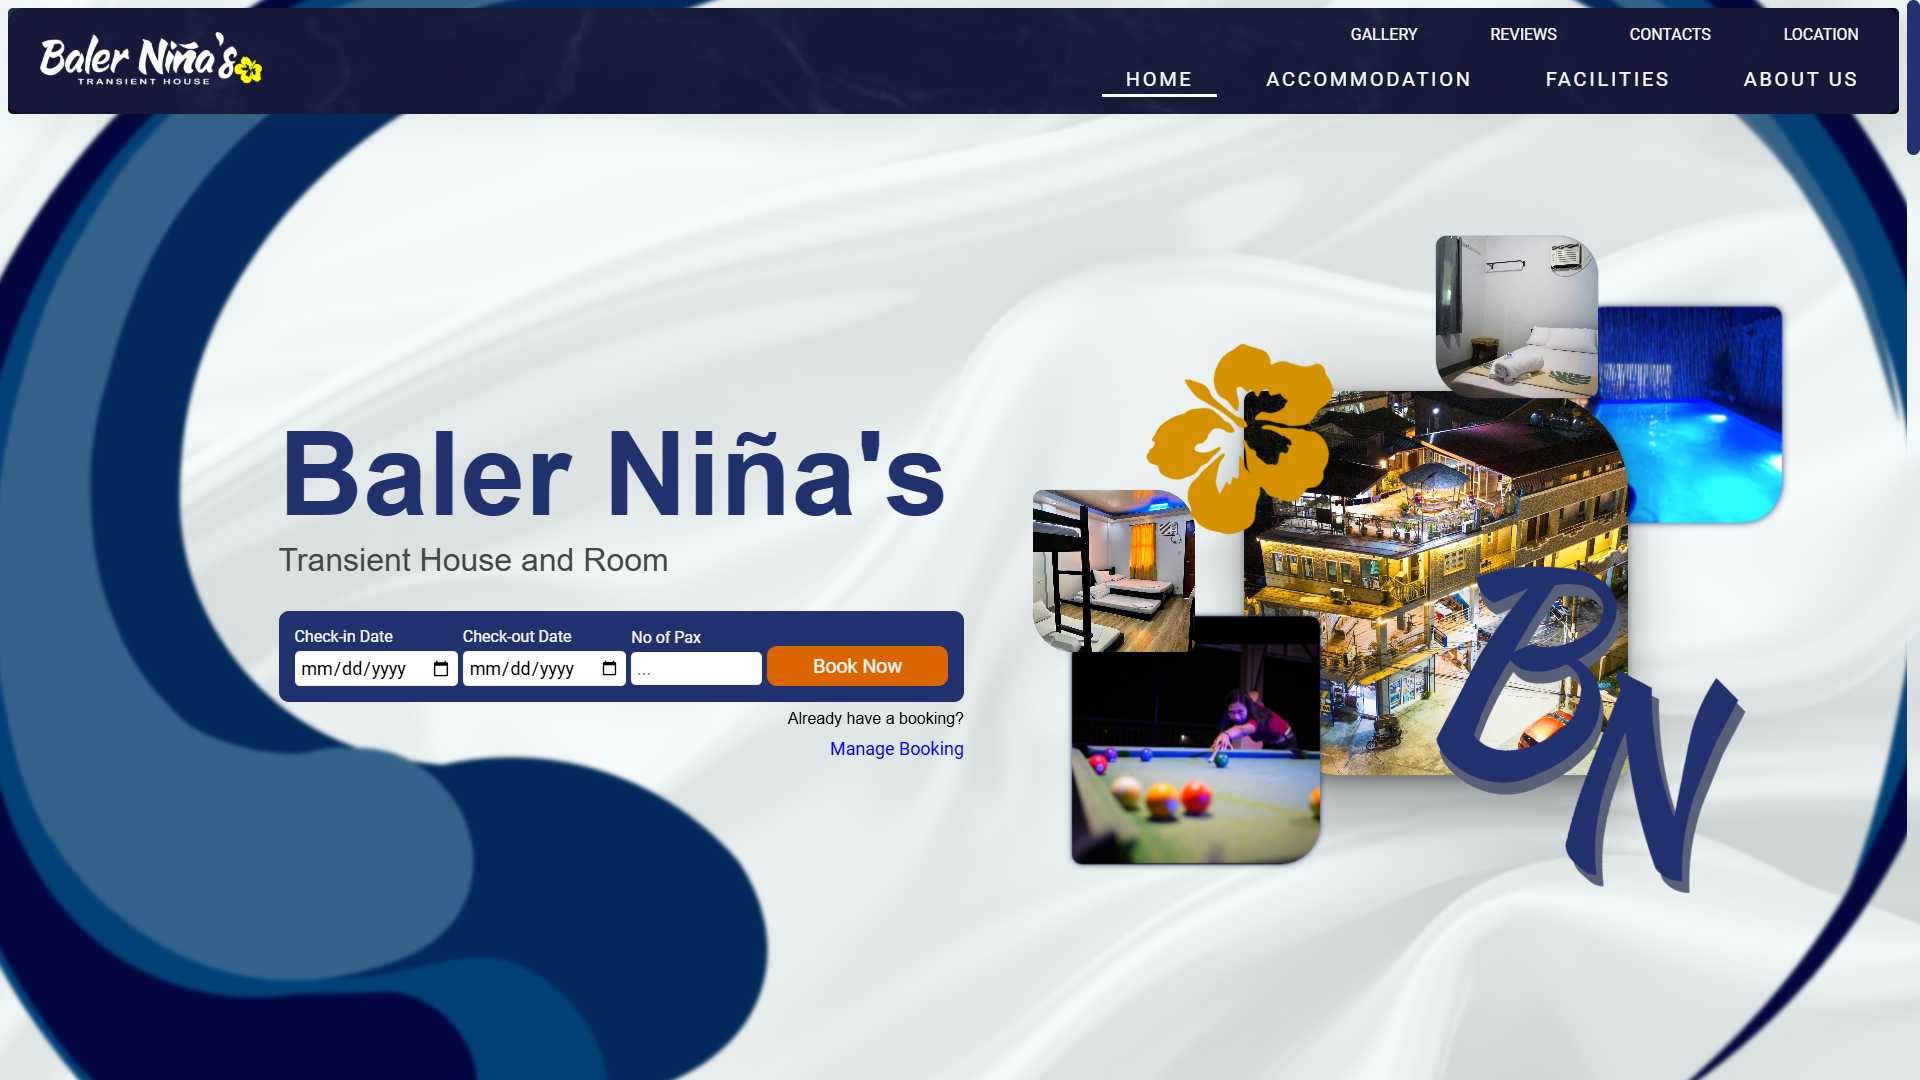 Baler Niña's
TRANSIENT HOUSE
GALLERY
REVIEWS
CONTACTS
LOCATION
HOME
ACCOMMODATION
FACILITIES
ABOUT US
Baler Niña's
Transient House and Room
Check-in Date
Check-out Date
No of Pax
mm/dd/yyyy
mm/dd/yyyy
...
Book Now
Already have a booking?
Manage Booking
BN